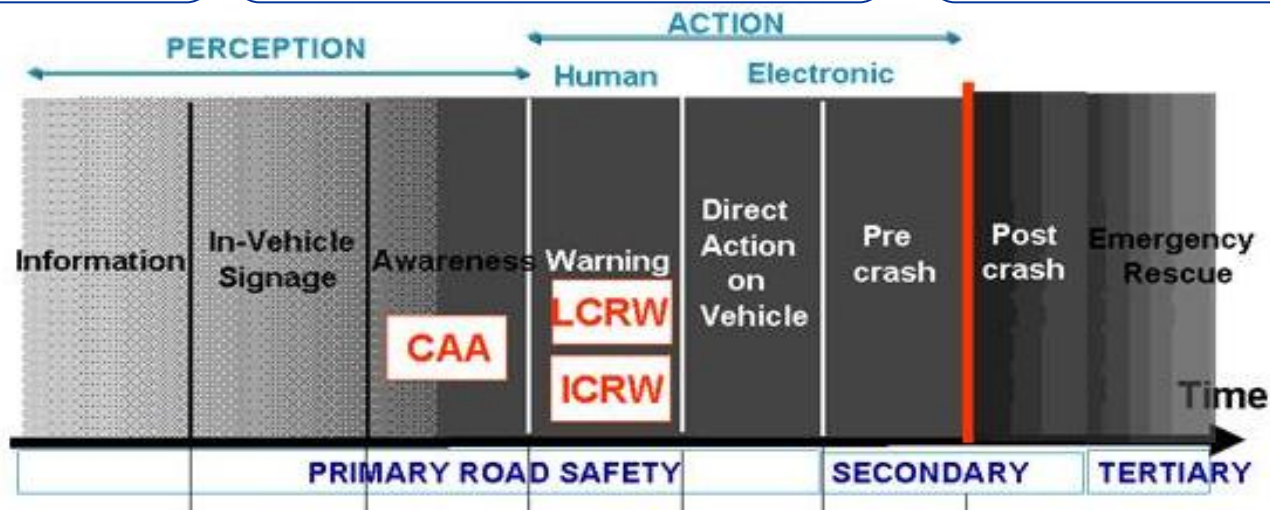 ACTION
PERCEPTION
Human
Electronic
Information
In-Vehicle
Signage
Awareness
CAA
Warning
LCRW
ICRW
Direct
Action
on
Vehicle
Pre
crash
Post
crash
Emergency
Rescue
Time
PRIMARY ROAD SAFETY
SECONDARY
TERTIARY